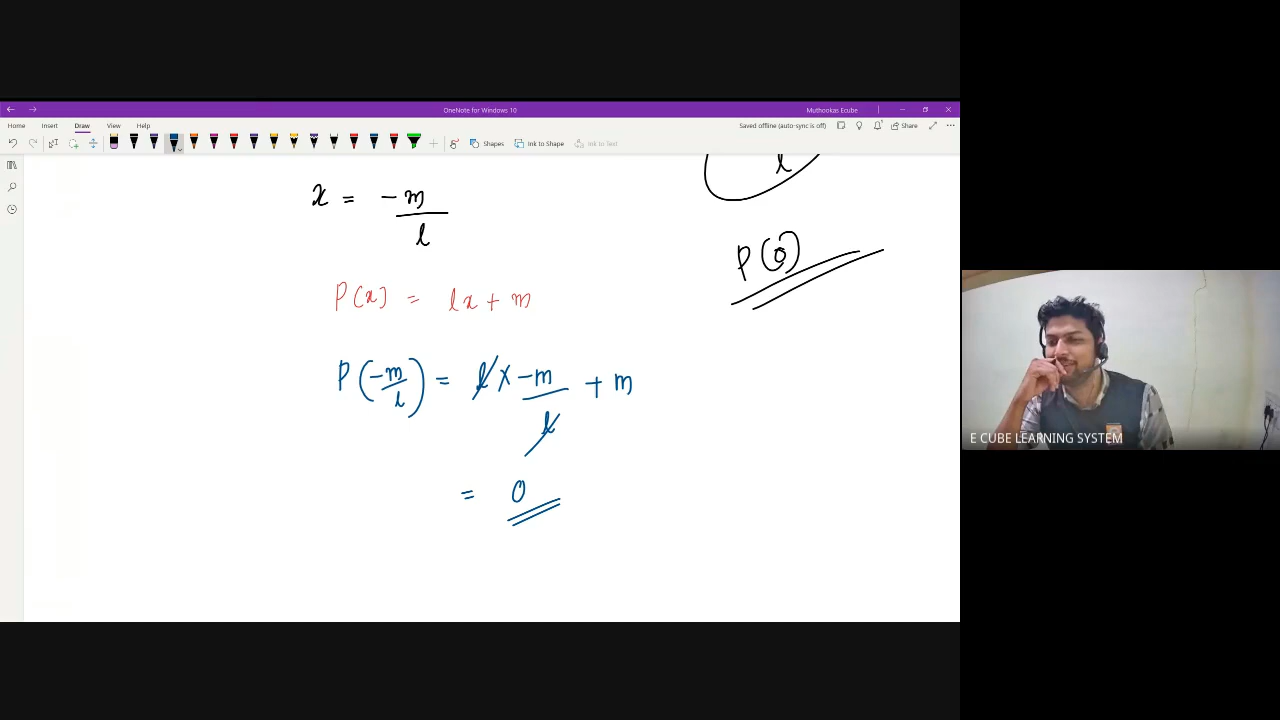 OneNote for Windows 10
Muthookas Ecube
Home Insert Draw View Help
Saved offline (auto-sync is off)
Share
Shapes
Ink to Shape
Ink to Text
l
x = -m/l
P(0)
P(x) = lx + m
P(-m/l) = l × -m/l + m
= 0
E CUBE LEARNING SYSTEM